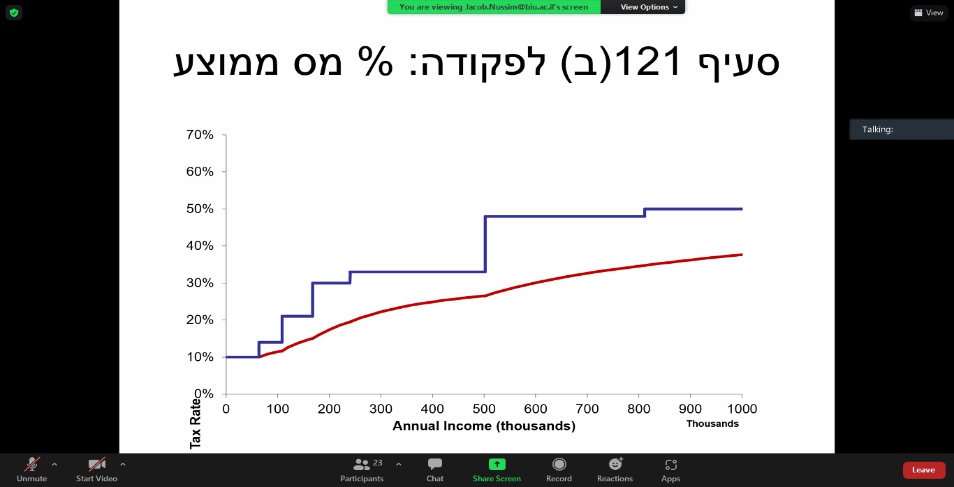 You are viewing Jacob.Nussim@biu.ac.il's screen
View Options
View
סעיף 121(ב) לפקודה: % מס ממוצע
Talking:
70%
60%
50%
40%
30%
20%
10%
0%
Tax Rate
0 100 200 300 400 500 600 700 800 900 1000
Annual Income (thousands)
Thousands
Unmute
Start Video
23
Participants
Chat
Share Screen
Record
Reactions
Apps
Leave